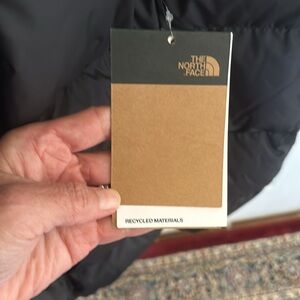 THE
NORTH
FACE
RECYCLED MATERIALS